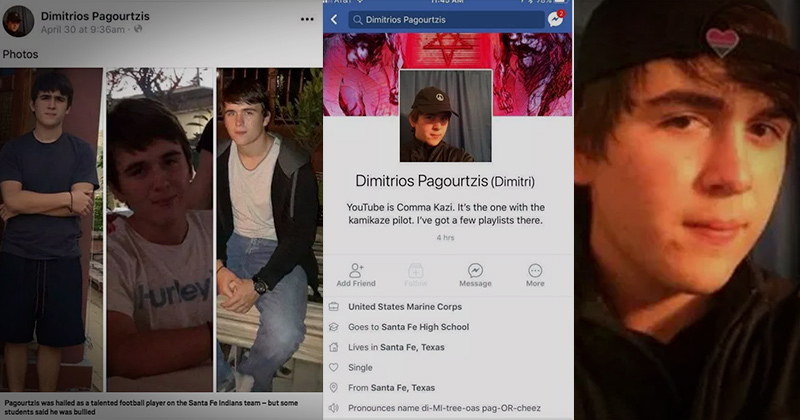 Dimitrios Pagourtzis
April 30 at 9:36am ·
Photos
Hurley
Pagourtzis was hailed as a talented football player on the Santa Fe Indians team – but some
students said he was bullied
11:45 AM
76%
Dimitrios Pagourtzis
2
Dimitrios Pagourtzis (Dimitri)
YouTube is Comma Kazi. It's the one with the
kamikaze pilot. I've got a few playlists there.
4 hrs
Add Friend
Follow
Message
More
United States Marine Corps
Goes to Santa Fe High School
Lives in Santa Fe, Texas
Single
From Santa Fe, Texas
Pronounces name di-MI-tree-oas pag-OR-cheez